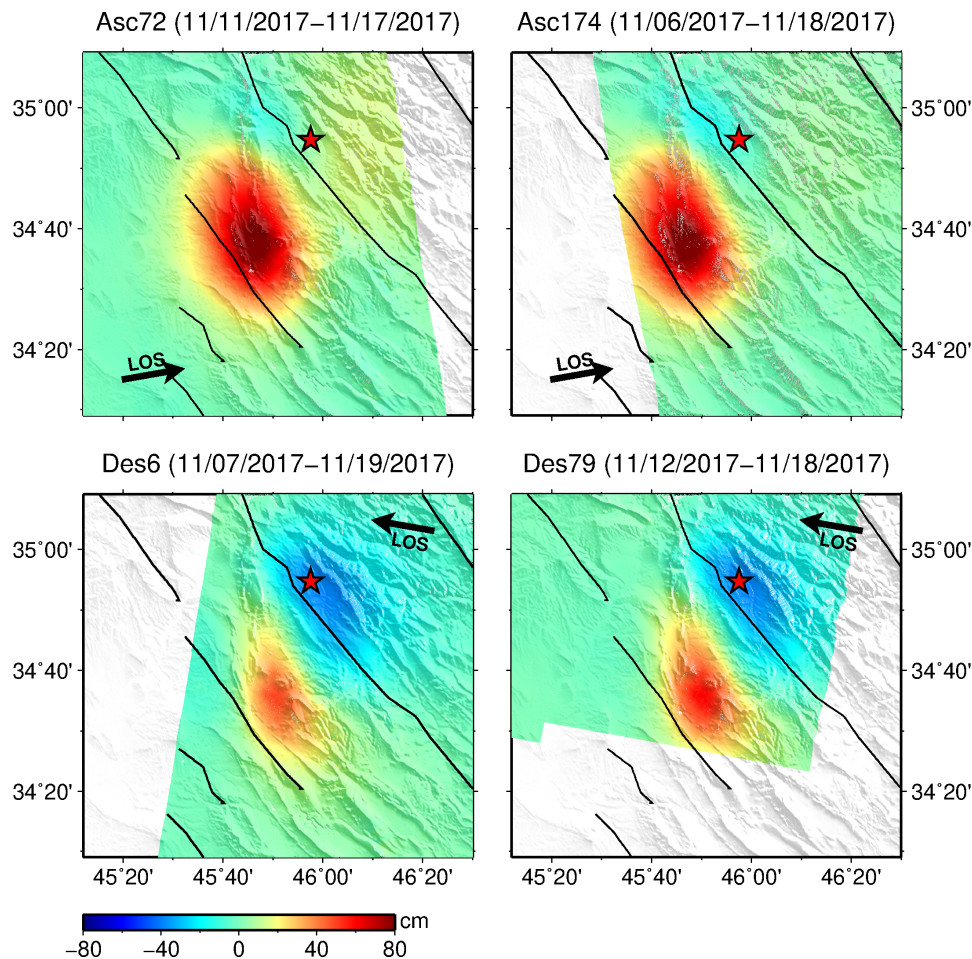 Asc72 (11/11/2017−11/17/2017)
Asc174 (11/06/2017−11/18/2017)
35˚00'
35˚00'
34˚40'
34˚40'
34˚20'
34˚20'
LOS
LOS
Des6 (11/07/2017−11/19/2017)
Des79 (11/12/2017−11/18/2017)
LOS
LOS
35˚00'
35˚00'
34˚40'
34˚40'
34˚20'
34˚20'
45˚20' 45˚40' 46˚00' 46˚20'
45˚20' 45˚40' 46˚00' 46˚20'
cm
−80 −40 0 40 80